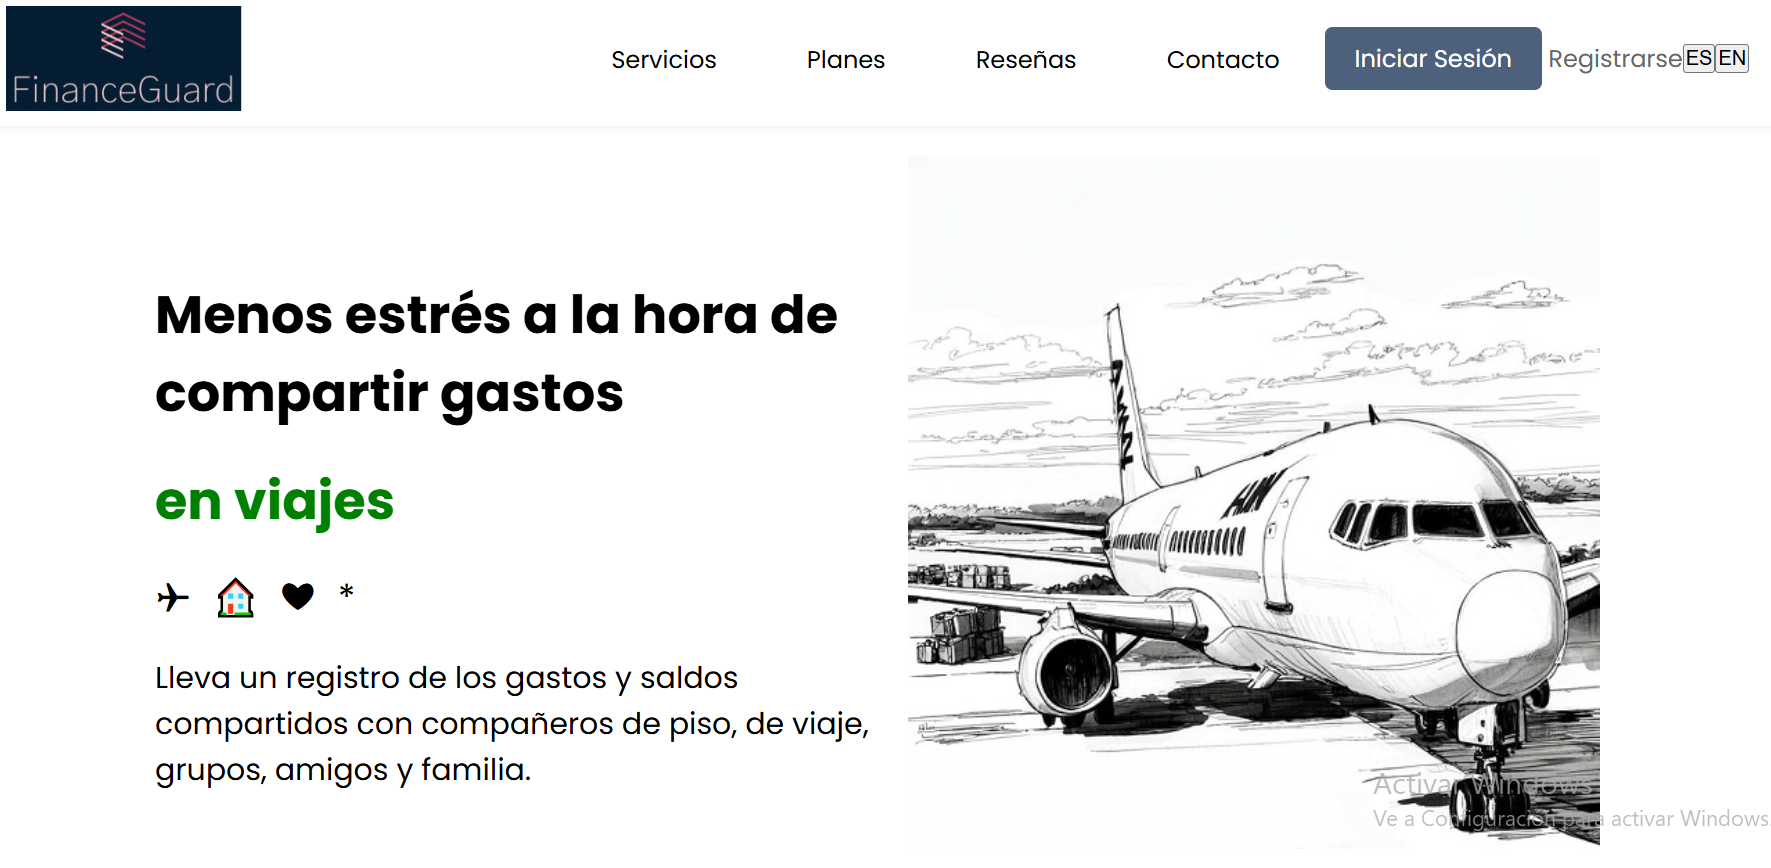 FinanceGuard
Servicios
Planes
Reseñas
Contacto
Iniciar Sesión
Registrarse
ES
EN
Menos estrés a la hora de
compartir gastos
en viajes
*
Lleva un registro de los gastos y saldos
compartidos con compañeros de piso, de viaje,
grupos, amigos y familia.
Activar Windows
Ve a Configuración para activar Windows.